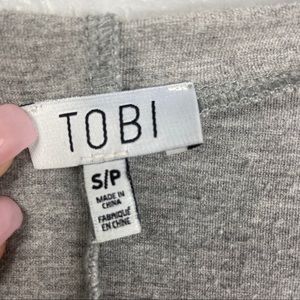 TOBI
S/P
MADE IN
CHINA
FABRIQUÉ
EN CHINE